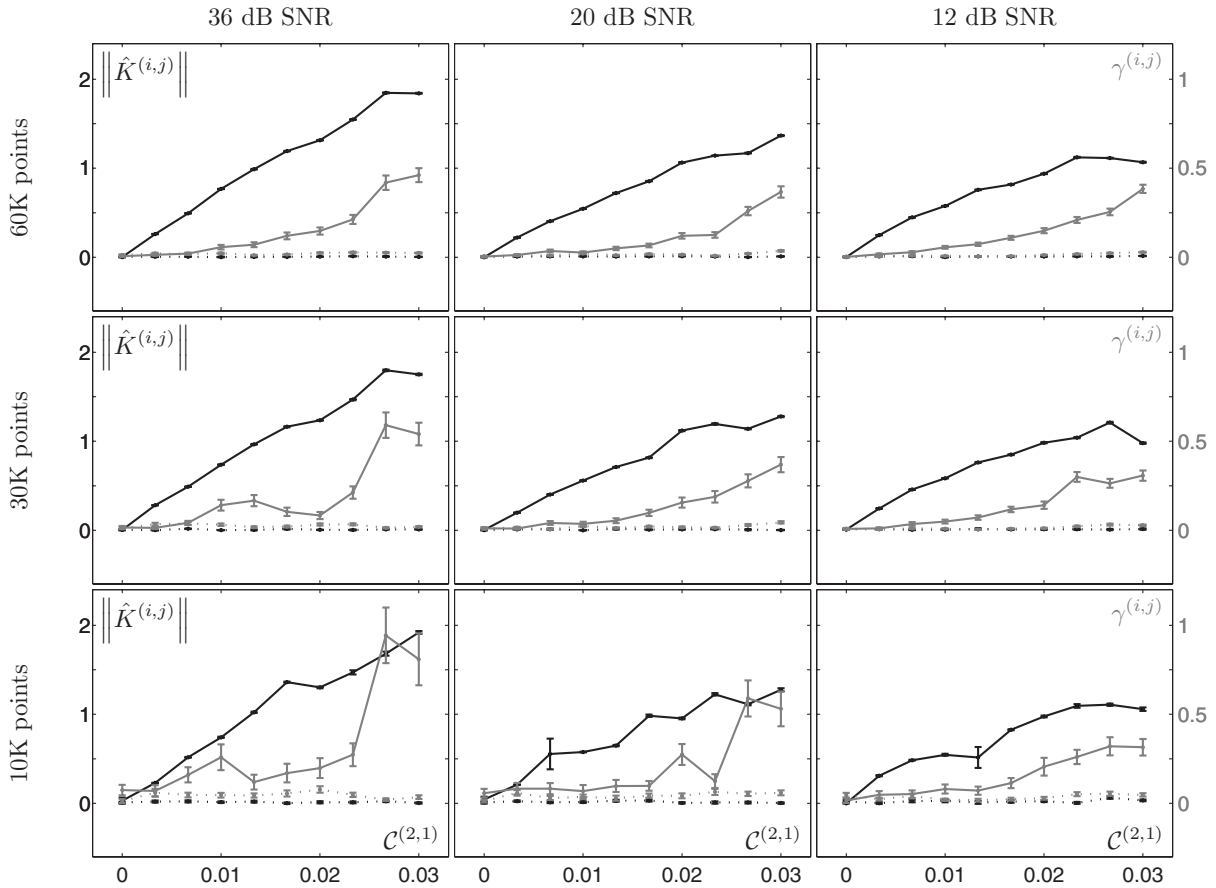 36 dB SNR 20 dB SNR 12 dB SNR
60K points
‖K̂^(i,j)‖
γ^(i,j)
2
1
0
1
0.5
0
30K points
‖K̂^(i,j)‖
γ^(i,j)
2
1
0
1
0.5
0
10K points
‖K̂^(i,j)‖
γ^(i,j)
2
1
0
1
0.5
0
C^(2,1) C^(2,1) C^(2,1)
0 0.01 0.02 0.03 0 0.01 0.02 0.03 0 0.01 0.02 0.03